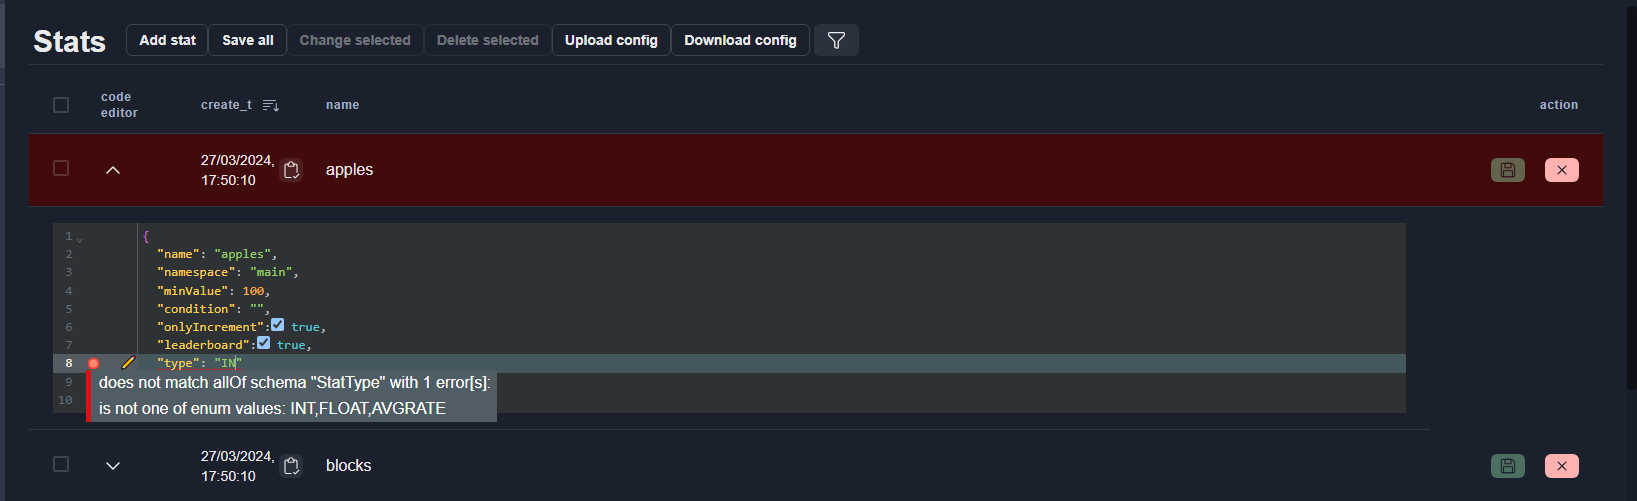 Stats Add stat Save all Change selected Delete selected Upload config Download config
code editor create_t name action
27/03/2024, 17:50:10 apples
1 {
2 "name": "apples",
3 "namespace": "main",
4 "minValue": 100,
5 "condition": "",
6 "onlyIncrement": true,
7 "leaderboard": true,
8 "type": "IN"
9 does not match allOf schema "StatType" with 1 error[s]:
10 is not one of enum values: INT,FLOAT,AVGRATE
27/03/2024, 17:50:10 blocks